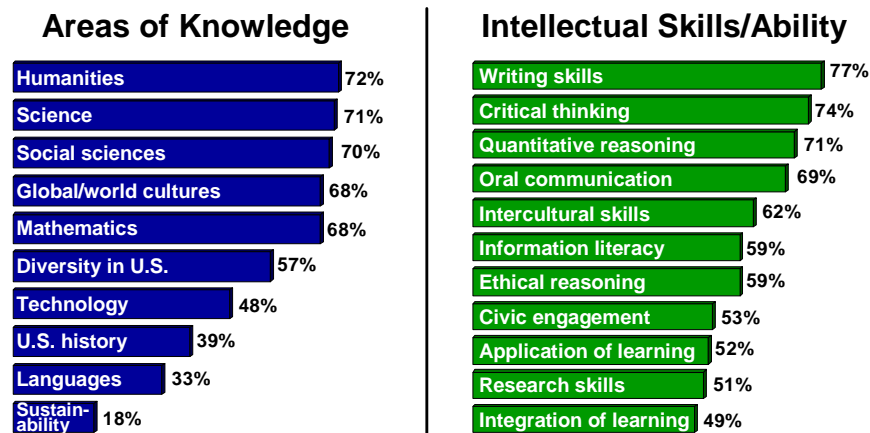 Areas of Knowledge
Humanities 72%
Science 71%
Social sciences 70%
Global/world cultures 68%
Mathematics 68%
Diversity in U.S. 57%
Technology 48%
U.S. history 39%
Languages 33%
Sustain-
ability 18%
Intellectual Skills/Ability
Writing skills 77%
Critical thinking 74%
Quantitative reasoning 71%
Oral communication 69%
Intercultural skills 62%
Information literacy 59%
Ethical reasoning 59%
Civic engagement 53%
Application of learning 52%
Research skills 51%
Integration of learning 49%